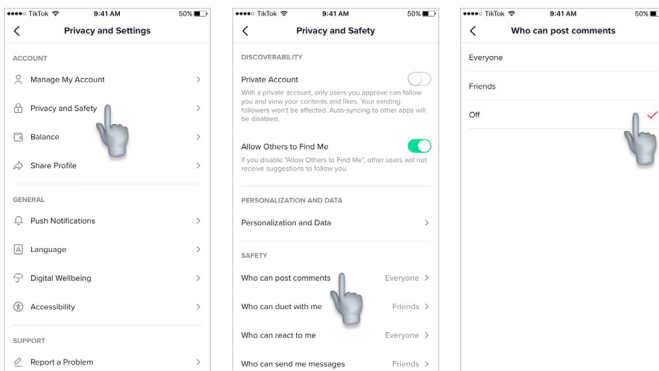 TikTok 9:41 AM 50%
Privacy and Settings
ACCOUNT
Manage My Account
Privacy and Safety
Balance
Share Profile
GENERAL
Push Notifications
A Language
Digital Wellbeing
Accessibility
SUPPORT
Report a Problem
TikTok 9:41 AM 50%
Privacy and Safety
DISCOVERABILITY
Private Account
With a private account, only users you approve can follow
you and view your contents and likes. Your existing
followers won't be affected. Auto-syncing to other apps will
be disabled.
Allow Others to Find Me
If you disable "Allow Others to Find Me", other users will not
receive suggestions to follow you.
PERSONALIZATION AND DATA
Personalization and Data
SAFETY
Who can post comments Everyone
Who can duet with me Friends
Who can react to me Everyone
Who can send me messages Friends
TikTok 9:41 AM 50%
Who can post comments
Everyone
Friends
Off